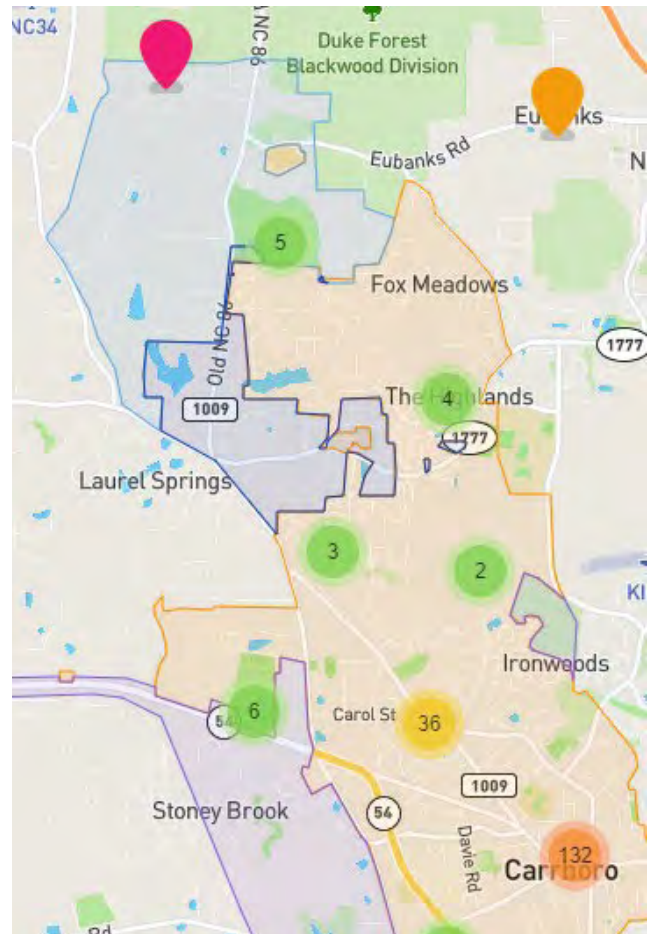 NC34
NC 86
Duke Forest
Blackwood Division
Eubanks
Eubanks Rd
N
5
Fox Meadows
Old NC 86
1777
The Highlands
4
1009
1777
Laurel Springs
3
2
KI
Ironwoods
6
54
Carol St
36
1009
Stoney Brook
54
Davie Rd
132
Carrboro
Rd